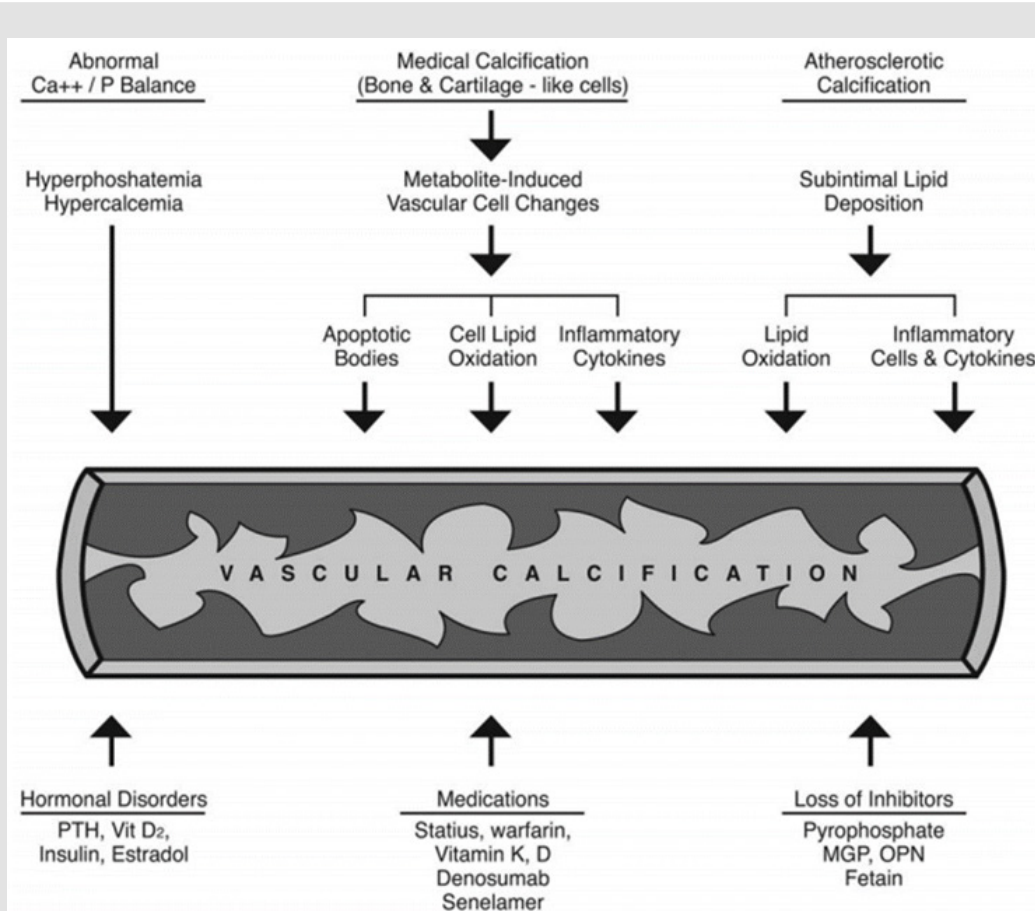 Abnormal
Ca++ / P Balance
Medical Calcification
(Bone & Cartilage - like cells)
Atherosclerotic
Calcification
Hyperphoshatemia
Hypercalcemia
Metabolite-Induced
Vascular Cell Changes
Subintimal Lipid
Deposition
Apoptotic
Bodies
Cell Lipid
Oxidation
Inflammatory
Cytokines
Lipid
Oxidation
Inflammatory
Cells & Cytokines
VASCULAR CALCIFICATION
Hormonal Disorders
PTH, Vit D2,
Insulin, Estradol
Medications
Statius, warfarin,
Vitamin K, D
Denosumab
Senelamer
Loss of Inhibitors
Pyrophosphate
MGP, OPN
Fetain